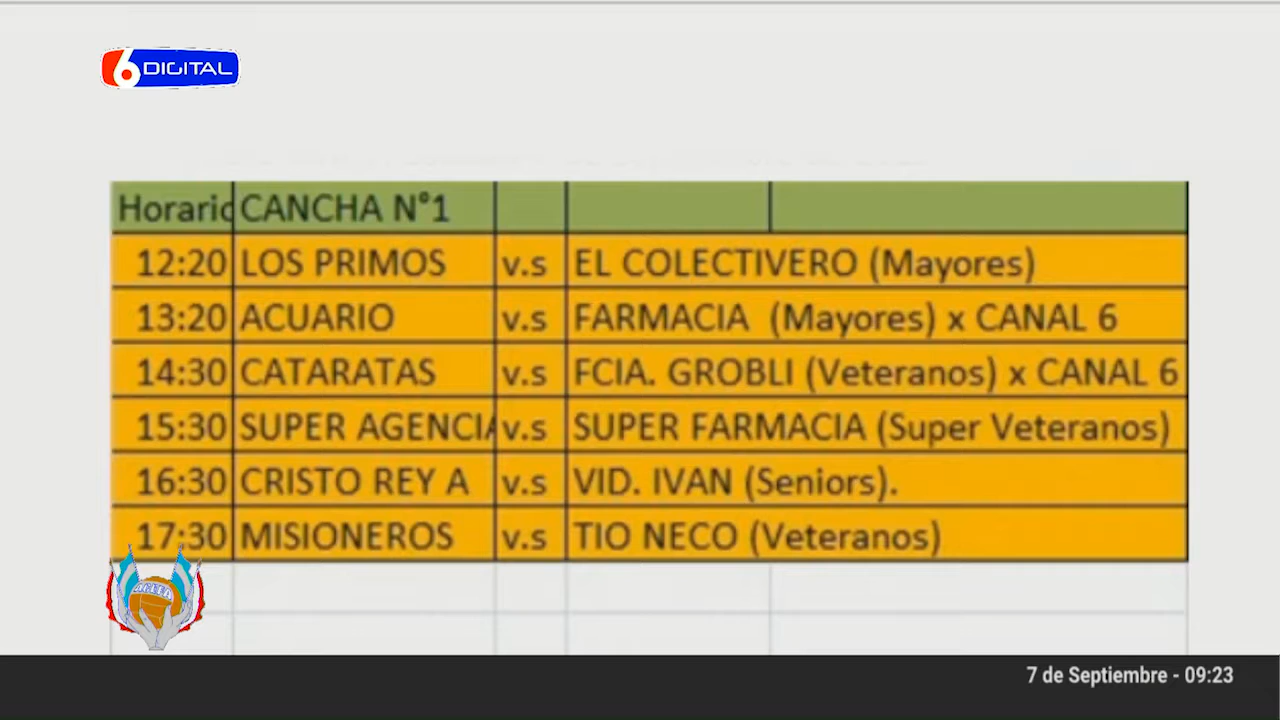 6 DIGITAL
Horario CANCHA N°1
12:20 LOS PRIMOS v.s EL COLECTIVERO (Mayores)
13:20 ACUARIO v.s FARMACIA (Mayores) x CANAL 6
14:30 CATARATAS v.s FCIA. GROBLI (Veteranos) x CANAL 6
15:30 SUPER AGENCIA v.s SUPER FARMACIA (Super Veteranos)
16:30 CRISTO REY A v.s VID. IVAN (Seniors).
17:30 MISIONEROS v.s TIO NECO (Veteranos)
7 de Septiembre - 09:23